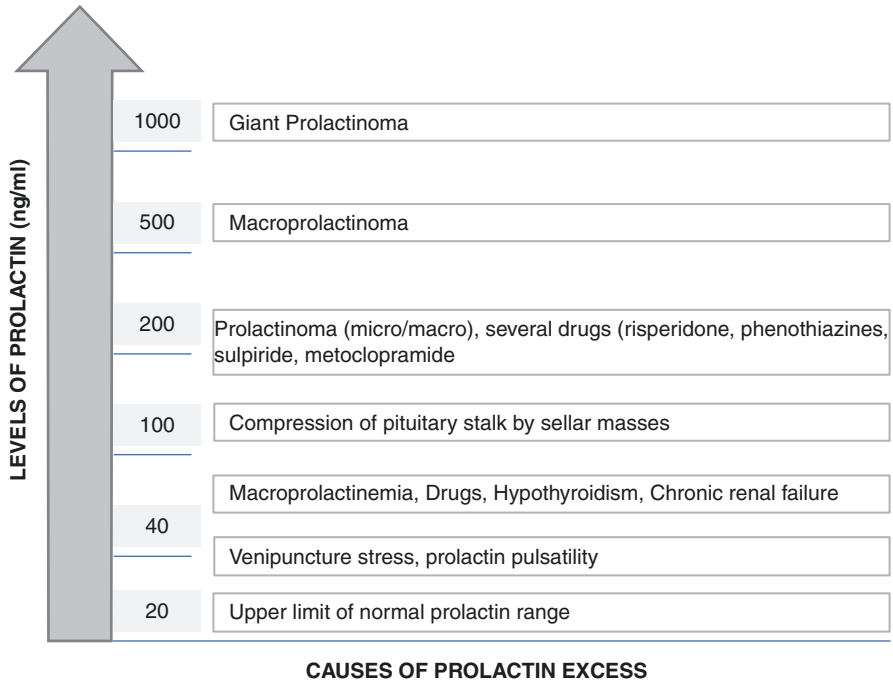 LEVELS OF PROLACTIN (ng/ml)
1000
Giant Prolactinoma
500
Macroprolactinoma
200
Prolactinoma (micro/macro), several drugs (risperidone, phenothiazines,
sulpiride, metoclopramide
100
Compression of pituitary stalk by sellar masses
Macroprolactinemia, Drugs, Hypothyroidism, Chronic renal failure
40
Venipuncture stress, prolactin pulsatility
20
Upper limit of normal prolactin range
CAUSES OF PROLACTIN EXCESS